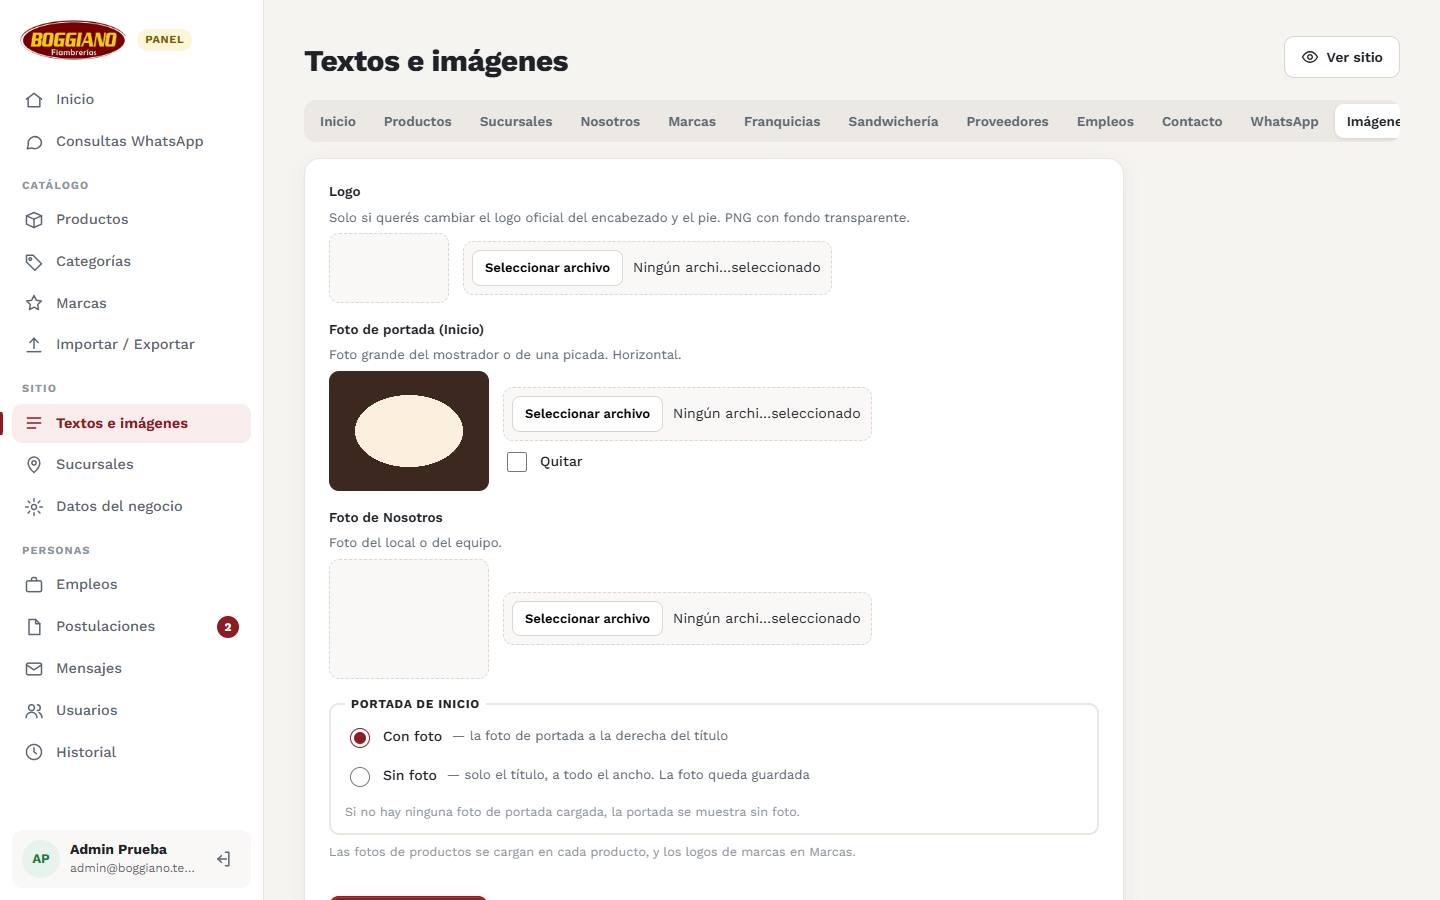 BOGGIANO
Fiambrerías
PANEL
Inicio
Consultas WhatsApp
CATÁLOGO
Productos
Categorías
Marcas
Importar / Exportar
SITIO
Textos e imágenes
Sucursales
Datos del negocio
PERSONAS
Empleos
Postulaciones 2
Mensajes
Usuarios
Historial
AP
Admin Prueba
admin@boggiano.te...
Textos e imágenes
Ver sitio
Inicio Productos Sucursales Nosotros Marcas Franquicias Sandwichería Proveedores Empleos Contacto WhatsApp Imágene
Logo
Solo si querés cambiar el logo oficial del encabezado y el pie. PNG con fondo transparente.
Seleccionar archivo Ningún archi...seleccionado
Foto de portada (Inicio)
Foto grande del mostrador o de una picada. Horizontal.
Seleccionar archivo Ningún archi...seleccionado
Quitar
Foto de Nosotros
Foto del local o del equipo.
Seleccionar archivo Ningún archi...seleccionado
PORTADA DE INICIO
Con foto — la foto de portada a la derecha del título
Sin foto — solo el título, a todo el ancho. La foto queda guardada
Si no hay ninguna foto de portada cargada, la portada se muestra sin foto.
Las fotos de productos se cargan en cada producto, y los logos de marcas en Marcas.